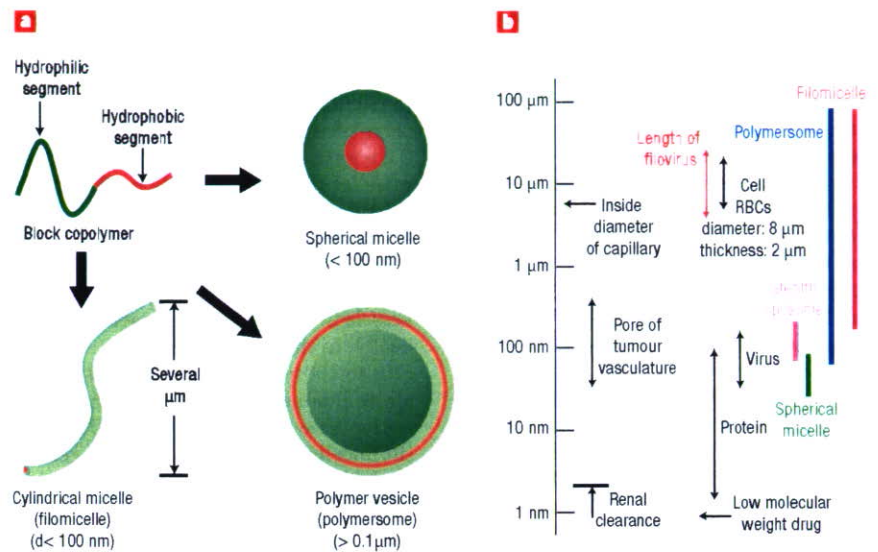 a
Hydrophilic
segment
Hydrophobic
segment
Block copolymer
Spherical micelle
(< 100 nm)
Several
μm
Cylindrical micelle
(filomicelle)
(d< 100 nm)
Polymer vesicle
(polymersome)
(> 0.1μm)
b
100 μm
10 μm
1 μm
100 nm
10 nm
1 nm
Filomicelle
Polymersome
Length of
filovirus
Cell
RBCs
diameter: 8 μm
thickness: 2 μm
Inside
diameter
of capillary
Pore of
tumour
vasculature
Virus
Spherical
micelle
Protein
Renal
clearance
Low molecular
weight drug